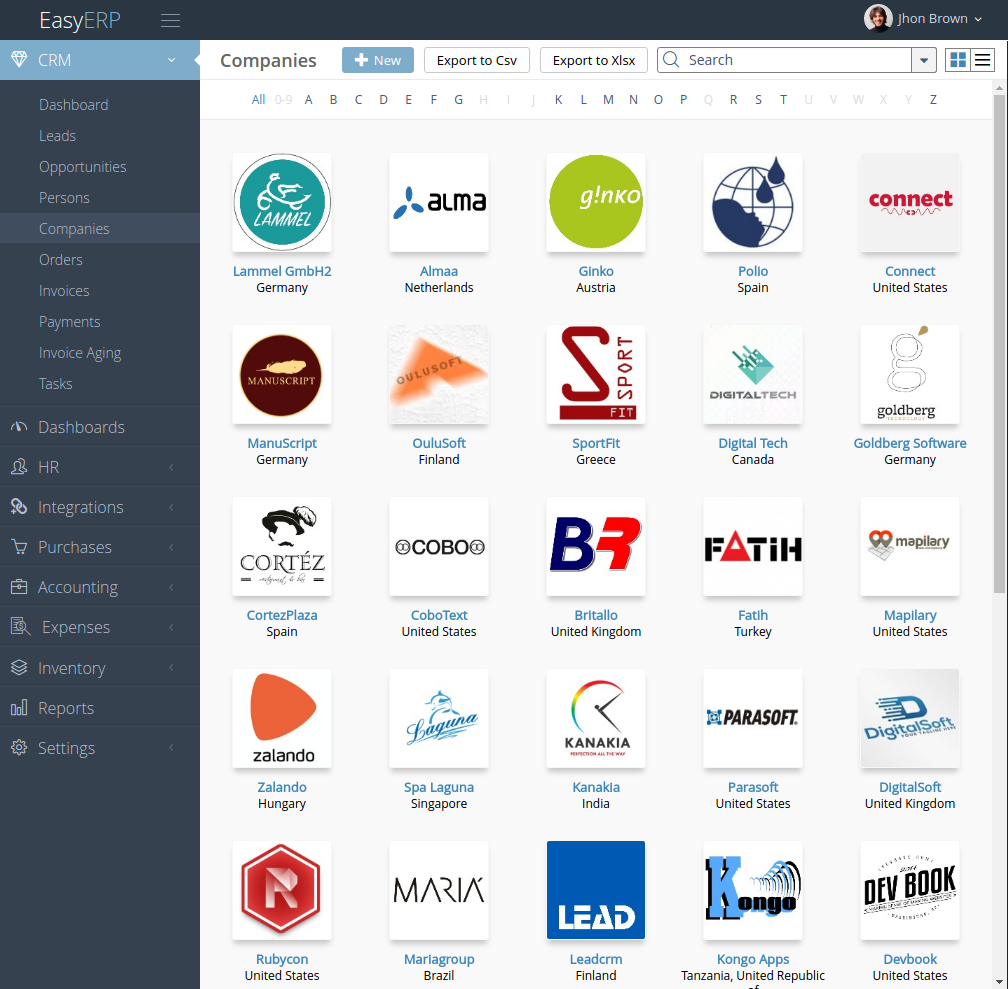 EasyERP
Jhon Brown
CRM
Dashboard
Leads
Opportunities
Persons
Companies
Orders
Invoices
Payments
Invoice Aging
Tasks
Dashboards
HR
Integrations
Purchases
Accounting
Expenses
Inventory
Reports
Settings
Companies
New
Export to Csv
Export to Xlsx
Search
All 0-9 A B C D E F G H I J K L M N O P Q R S T U V W X Y Z
LAMMEL
alma
g!nko
connect
Lammel GmbH2
Germany
Almaa
Netherlands
Ginko
Austria
Polio
Spain
Connect
United States
MANUSCRIPT
OULUSOFT
SPORT
FIT
DIGITALTECH
goldberg
ManuScript
Germany
OuluSoft
Finland
SportFit
Greece
Digital Tech
Canada
Goldberg Software
Germany
CORTÉZ
restaurant & bar
COBO
BR
FATIH
mapilary
CortezPlaza
Spain
CoboText
United States
Britallo
United Kingdom
Fatih
Turkey
Mapilary
United States
zalando
Laguna
KANAKIA
PERFECTION ALL THE WAY
PARASOFT.
DigitalSoft
YOUR TAGLINE HERE
Zalando
Hungary
Spa Laguna
Singapore
Kanakia
India
Parasoft
United States
DigitalSoft
United Kingdom
R
MARIÁ
LEAD
Kongo
DEV BOOK
Rubycon
United States
Mariagroup
Brazil
Leadcrm
Finland
Kongo Apps
Tanzania, United Republic
of
Devbook
United States